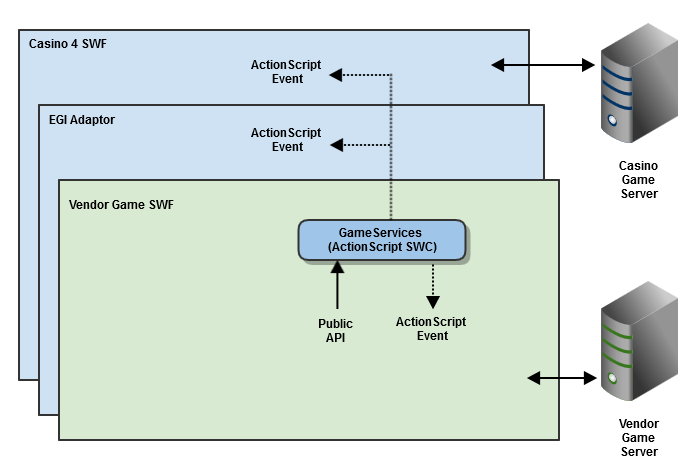 Casino 4 SWF
ActionScript
Event
EGI Adaptor
ActionScript
Event
Casino
Game
Server
Vendor Game SWF
GameServices
(ActionScript SWC)
Public
API
ActionScript
Event
Vendor
Game
Server